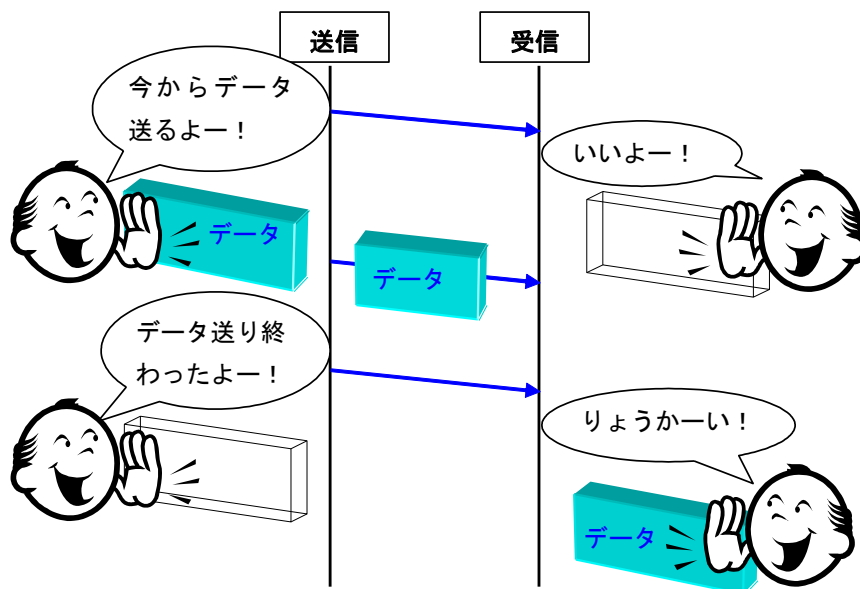 送信
受信
今からデータ
送るよー！
いいよー！
データ
データ
データ送り終
わったよー！
りょうかーい！
データ